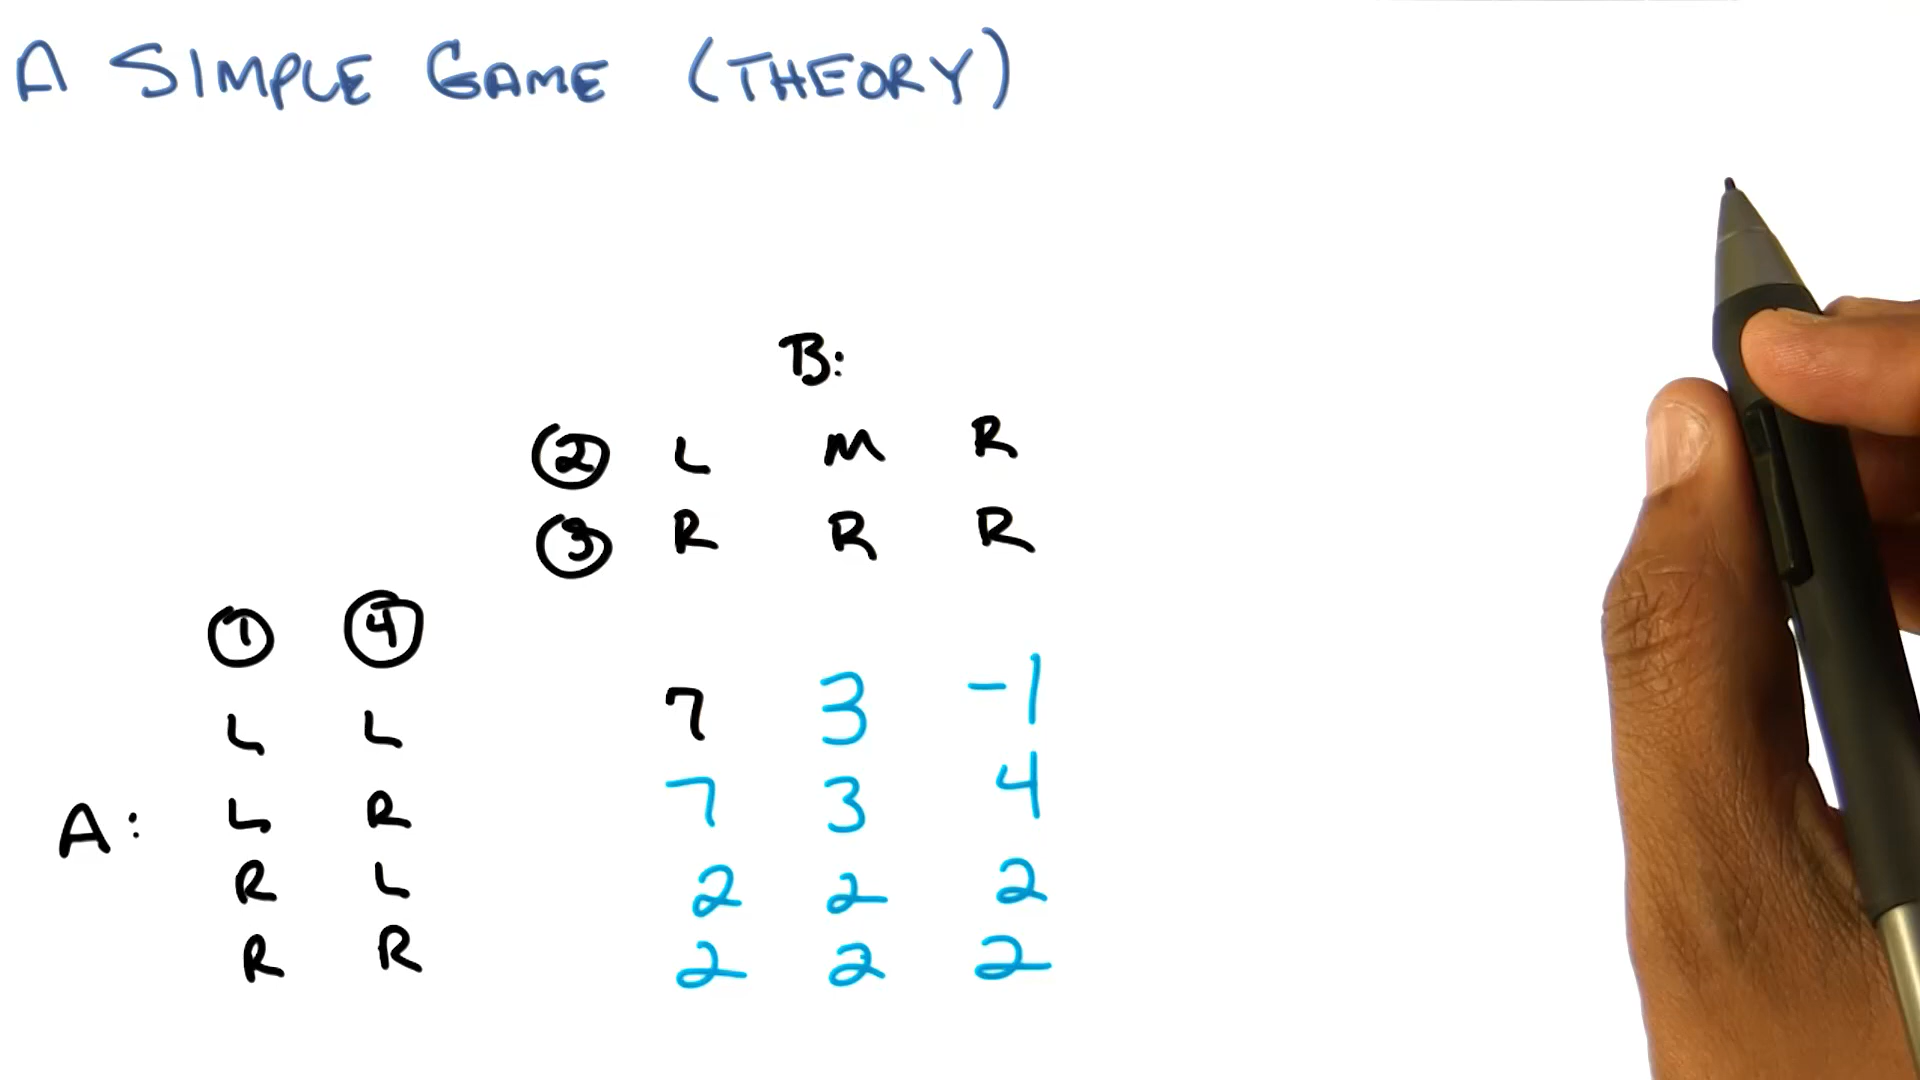 A SIMPLE GAME (THEORY)
B:
② L M R
③ R R R
① ④
L L 7 3 -1
A: L R 7 3 4
R L 2 2 2
R R 2 2 2